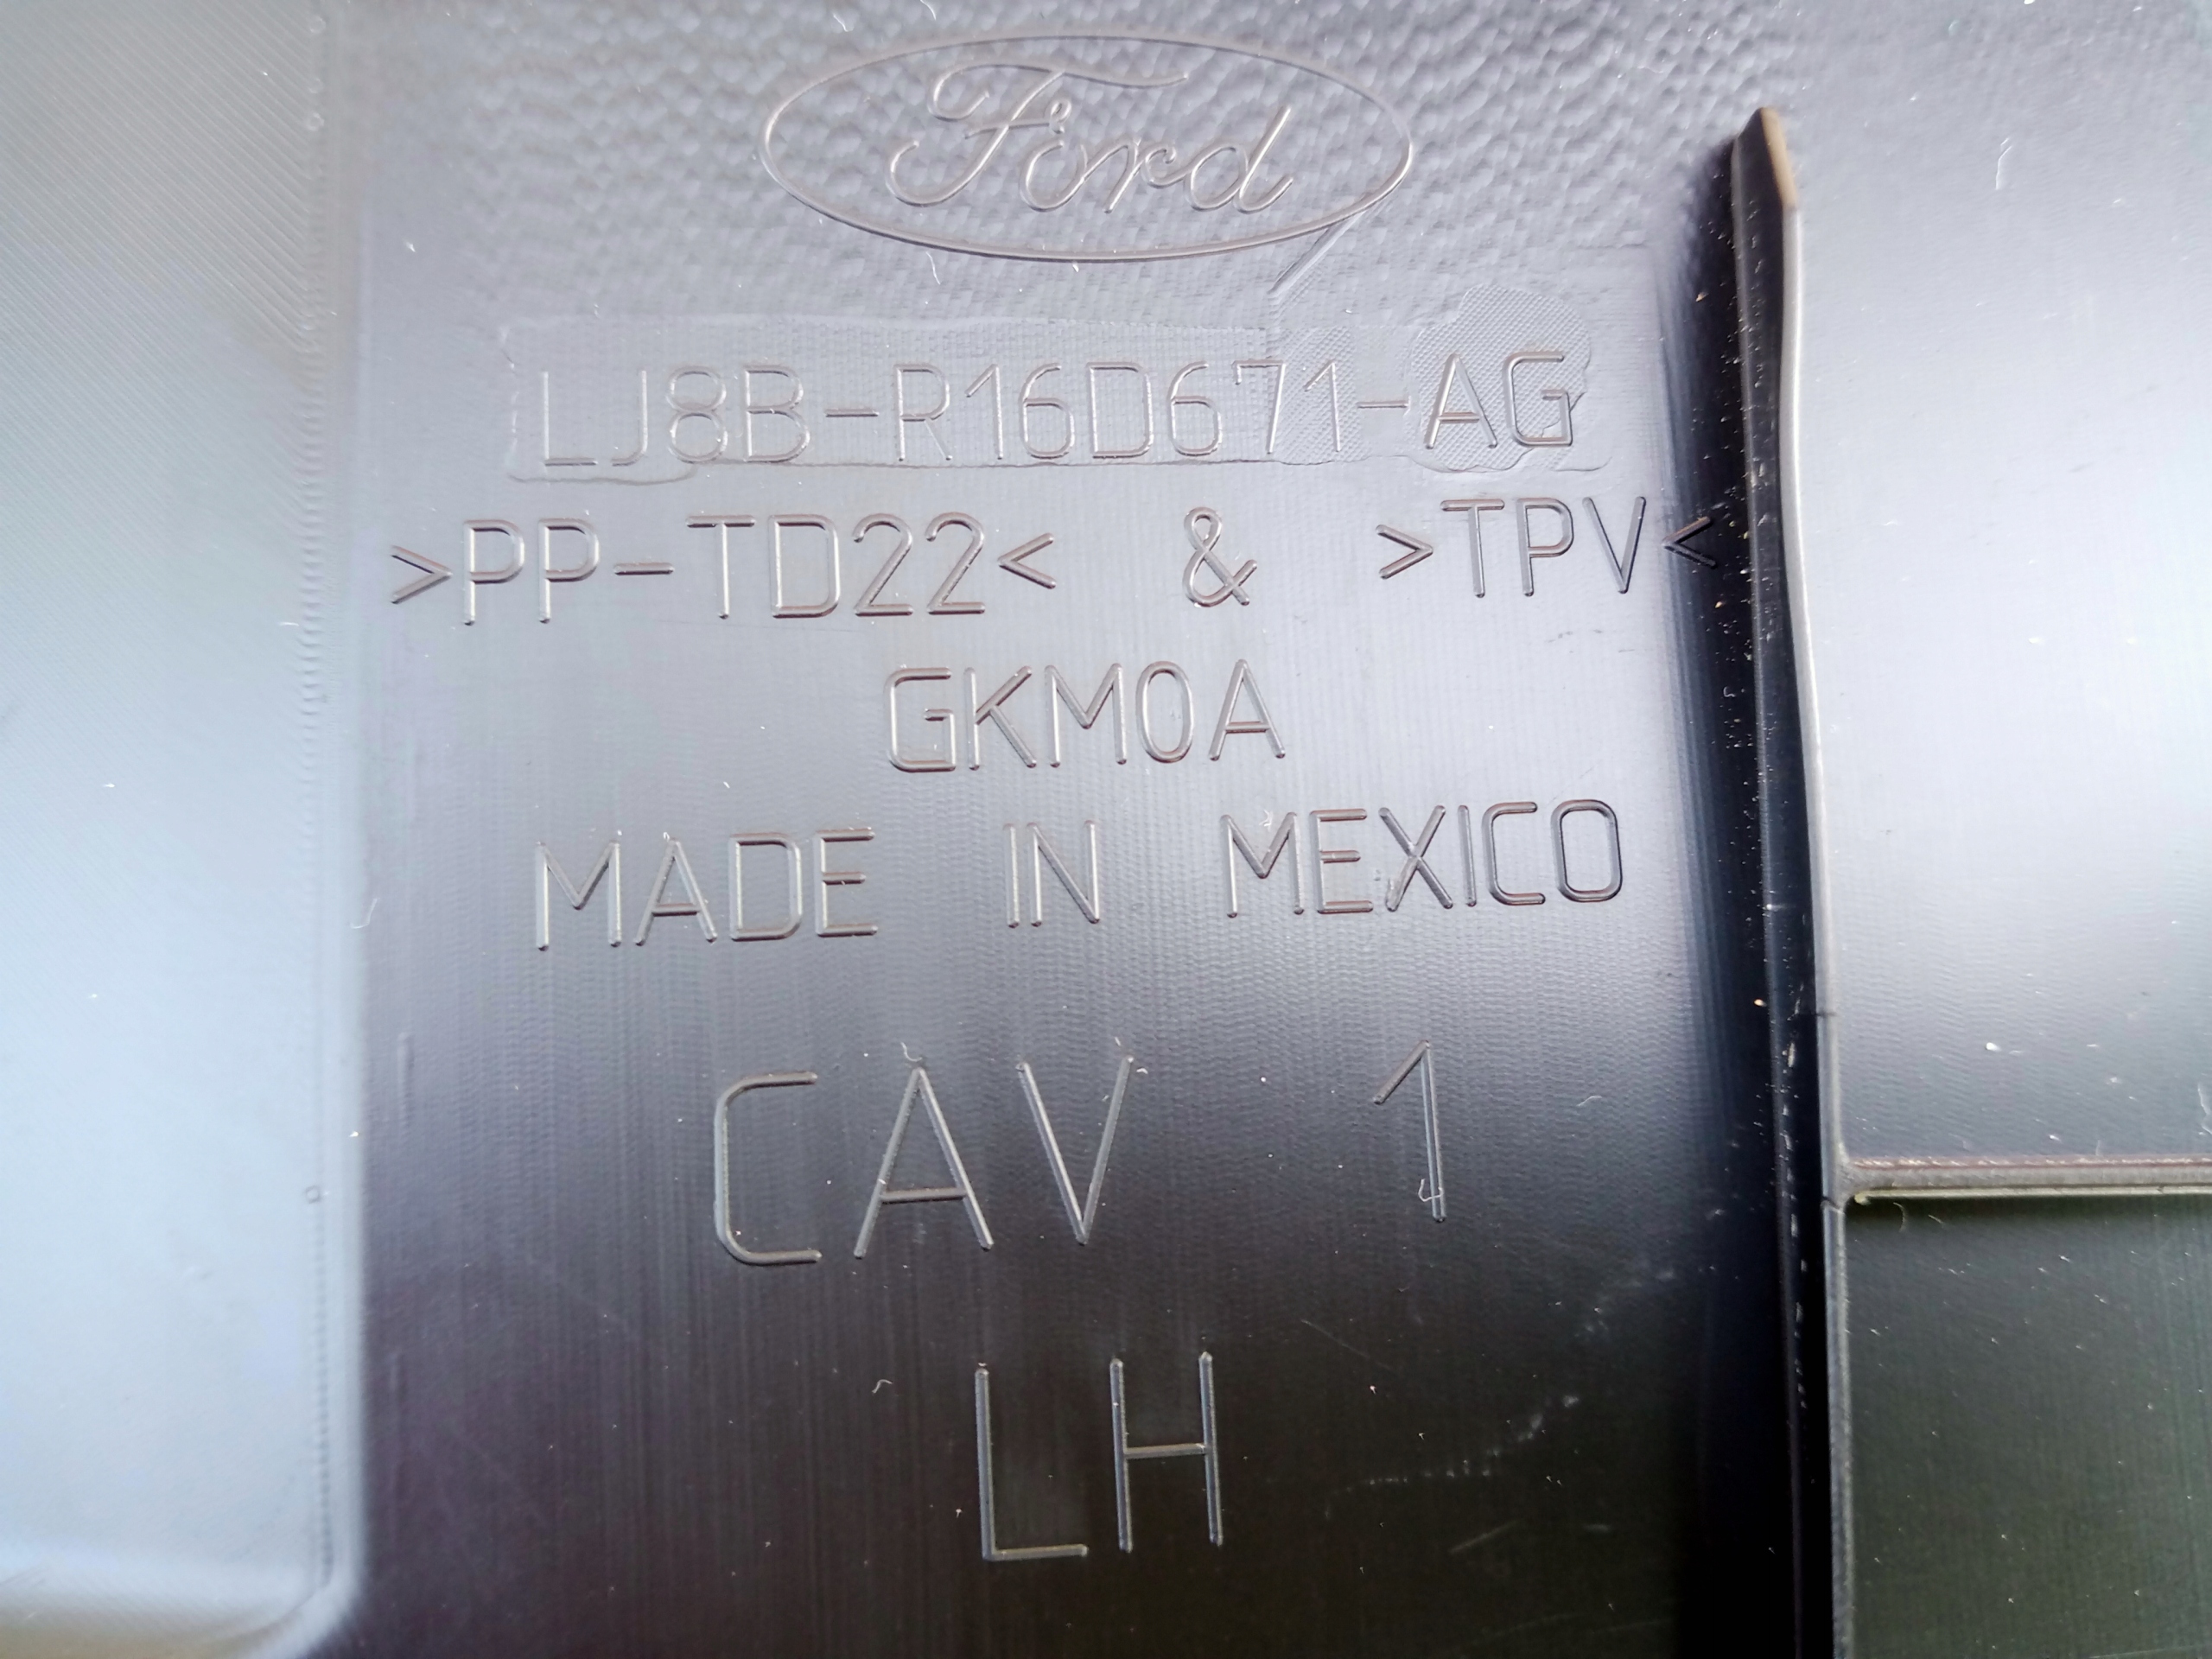 Ford
LJ8B-R16D671-AG
>PP-TD22< & >TPV<
GKM0A
MADE IN MEXICO
CAV 1
LH